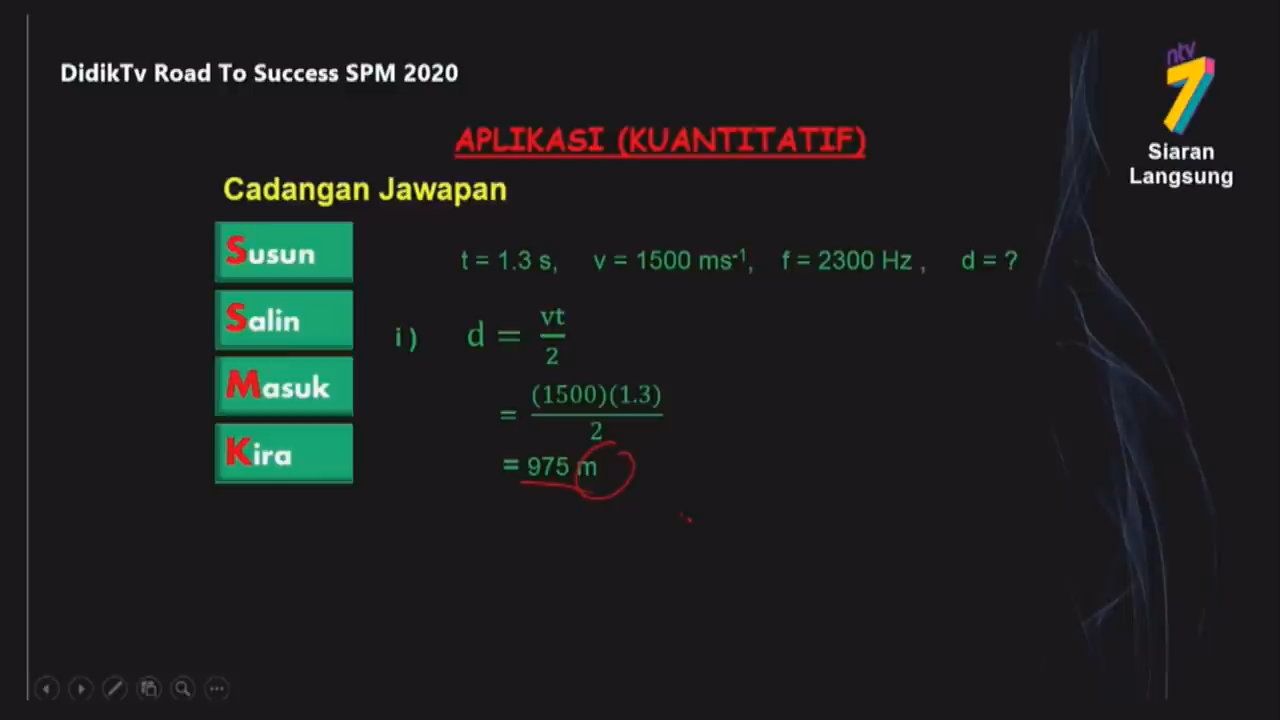 DidikTv Road To Success SPM 2020
ntv
7
Siaran
Langsung
APLIKASI (KUANTITATIF)
Cadangan Jawapan
Susun
Salin
Masuk
Kira
t = 1.3 s, v = 1500 ms⁻¹, f = 2300 Hz , d = ?
i) d = vt/2
= (1500)(1.3)/2
= 975 m